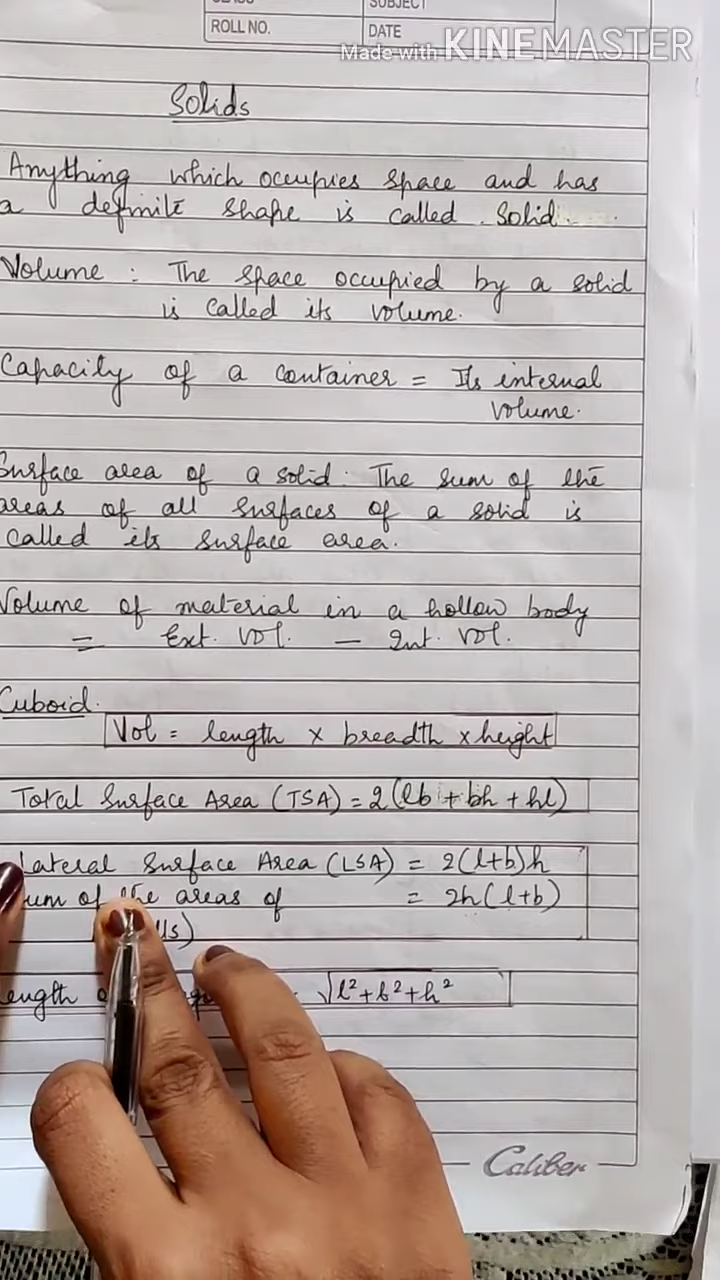 SUBJECT
ROLL NO. DATE
Made with KINEMASTER
Solids
Anything which occupies space and has
a definite shape is called solid.
Volume : The space occupied by a solid
is called its volume.
Capacity of a container = Its internal
volume.
Surface area of a solid. The sum of the
areas of all surfaces of a solid is
called its surface area.
Volume of material in a hollow body
= Ext. vol. - Int. vol.
Cuboid.
Vol = length x breadth x height
Total Surface Area (TSA) = 2(lb + bh + hl)
Lateral Surface Area (LSA) = 2(l+b)h
of the areas of = 2h(l+b)
√l²+b²+h²
Caliber